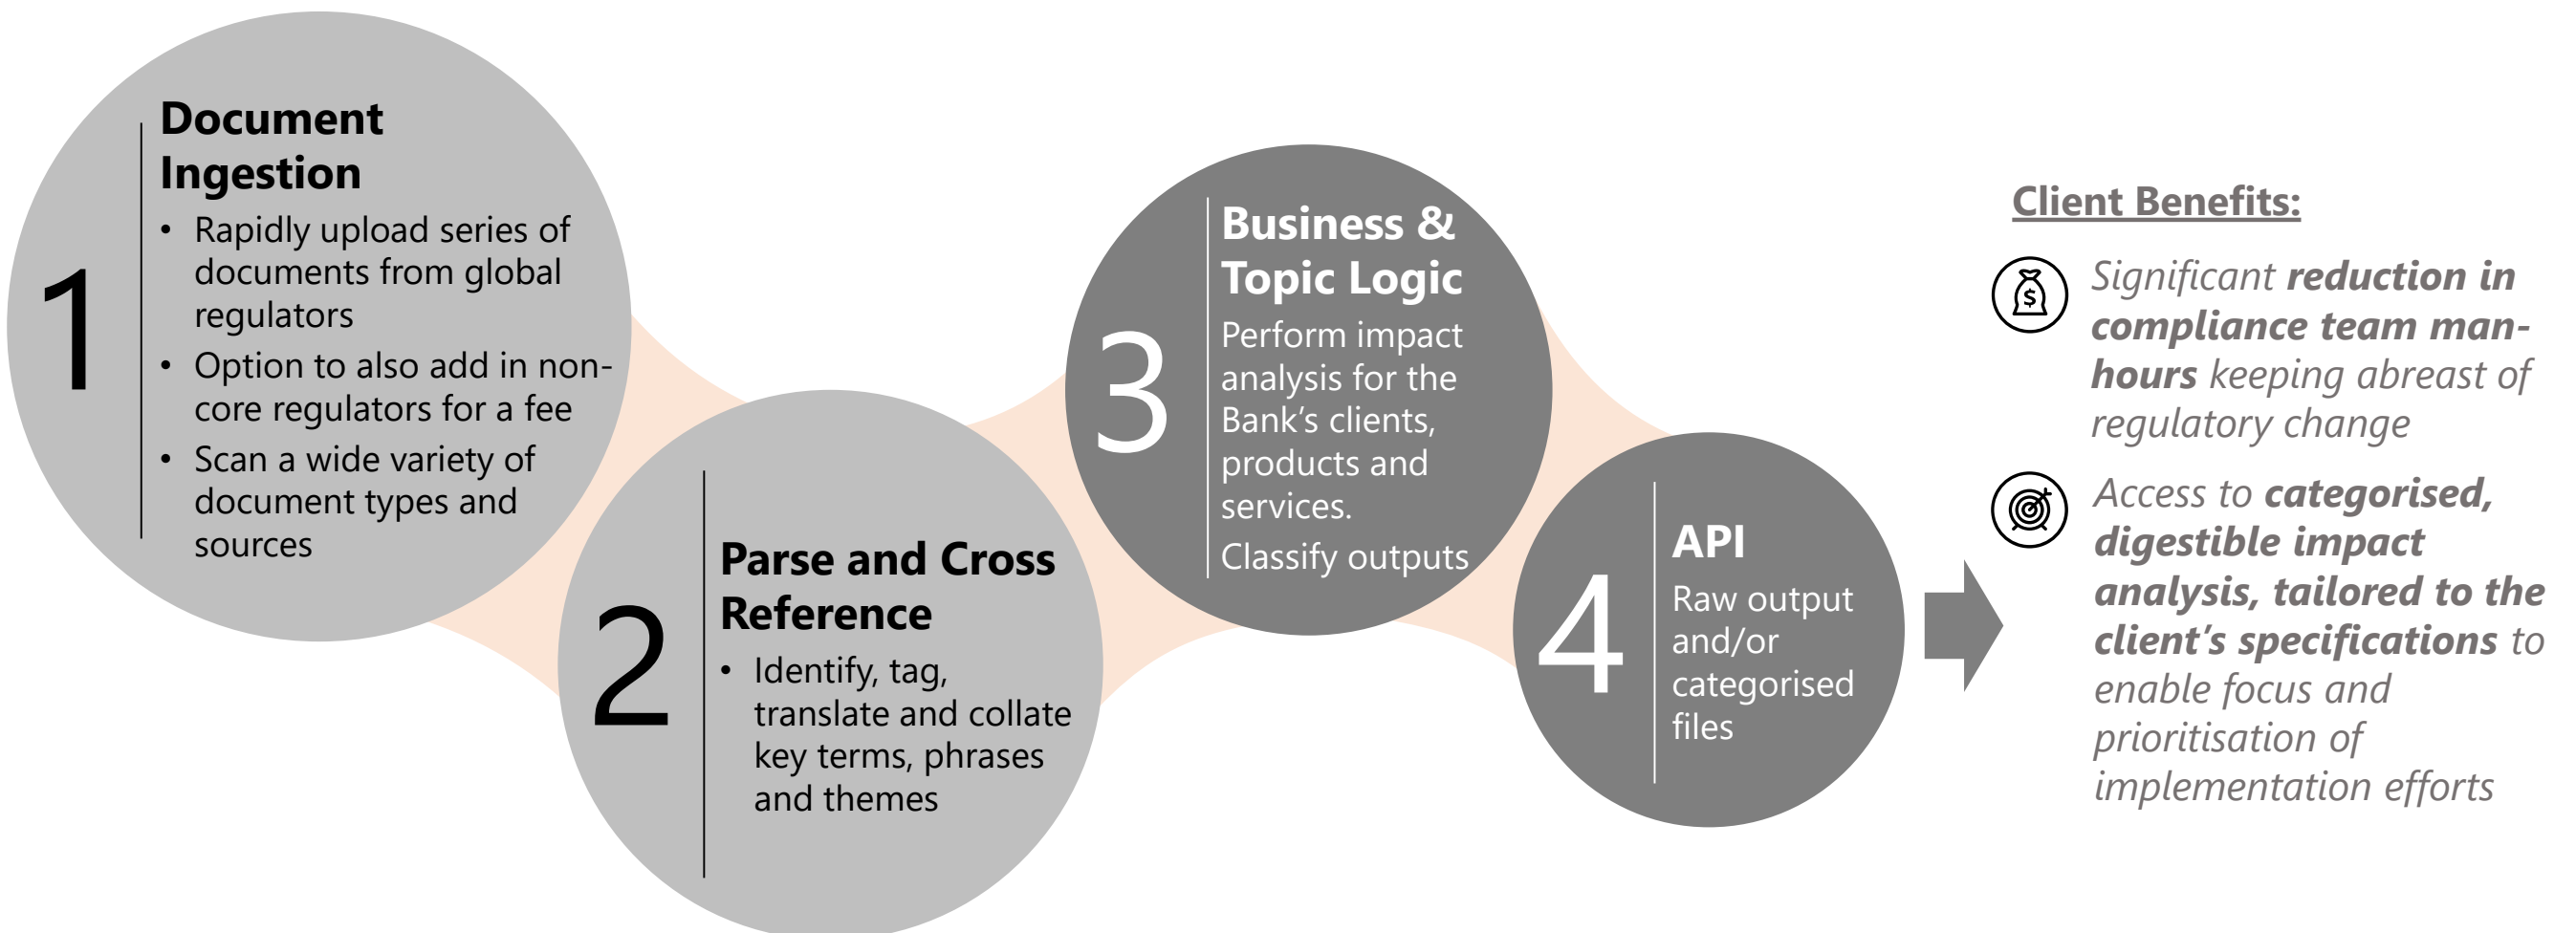 1
Document
Ingestion
• Rapidly upload series of
documents from global
regulators
• Option to also add in non-
core regulators for a fee
• Scan a wide variety of
document types and
sources
2
Parse and Cross
Reference
• Identify, tag,
translate and collate
key terms, phrases
and themes
3
Business &
Topic Logic
Perform impact
analysis for the
Bank’s clients,
products and
services.
Classify outputs
4
API
Raw output
and/or
categorised
files
Client Benefits:
$
Significant reduction in
compliance team man-
hours keeping abreast of
regulatory change
Access to categorised,
digestible impact
analysis, tailored to the
client’s specifications to
enable focus and
prioritisation of
implementation efforts